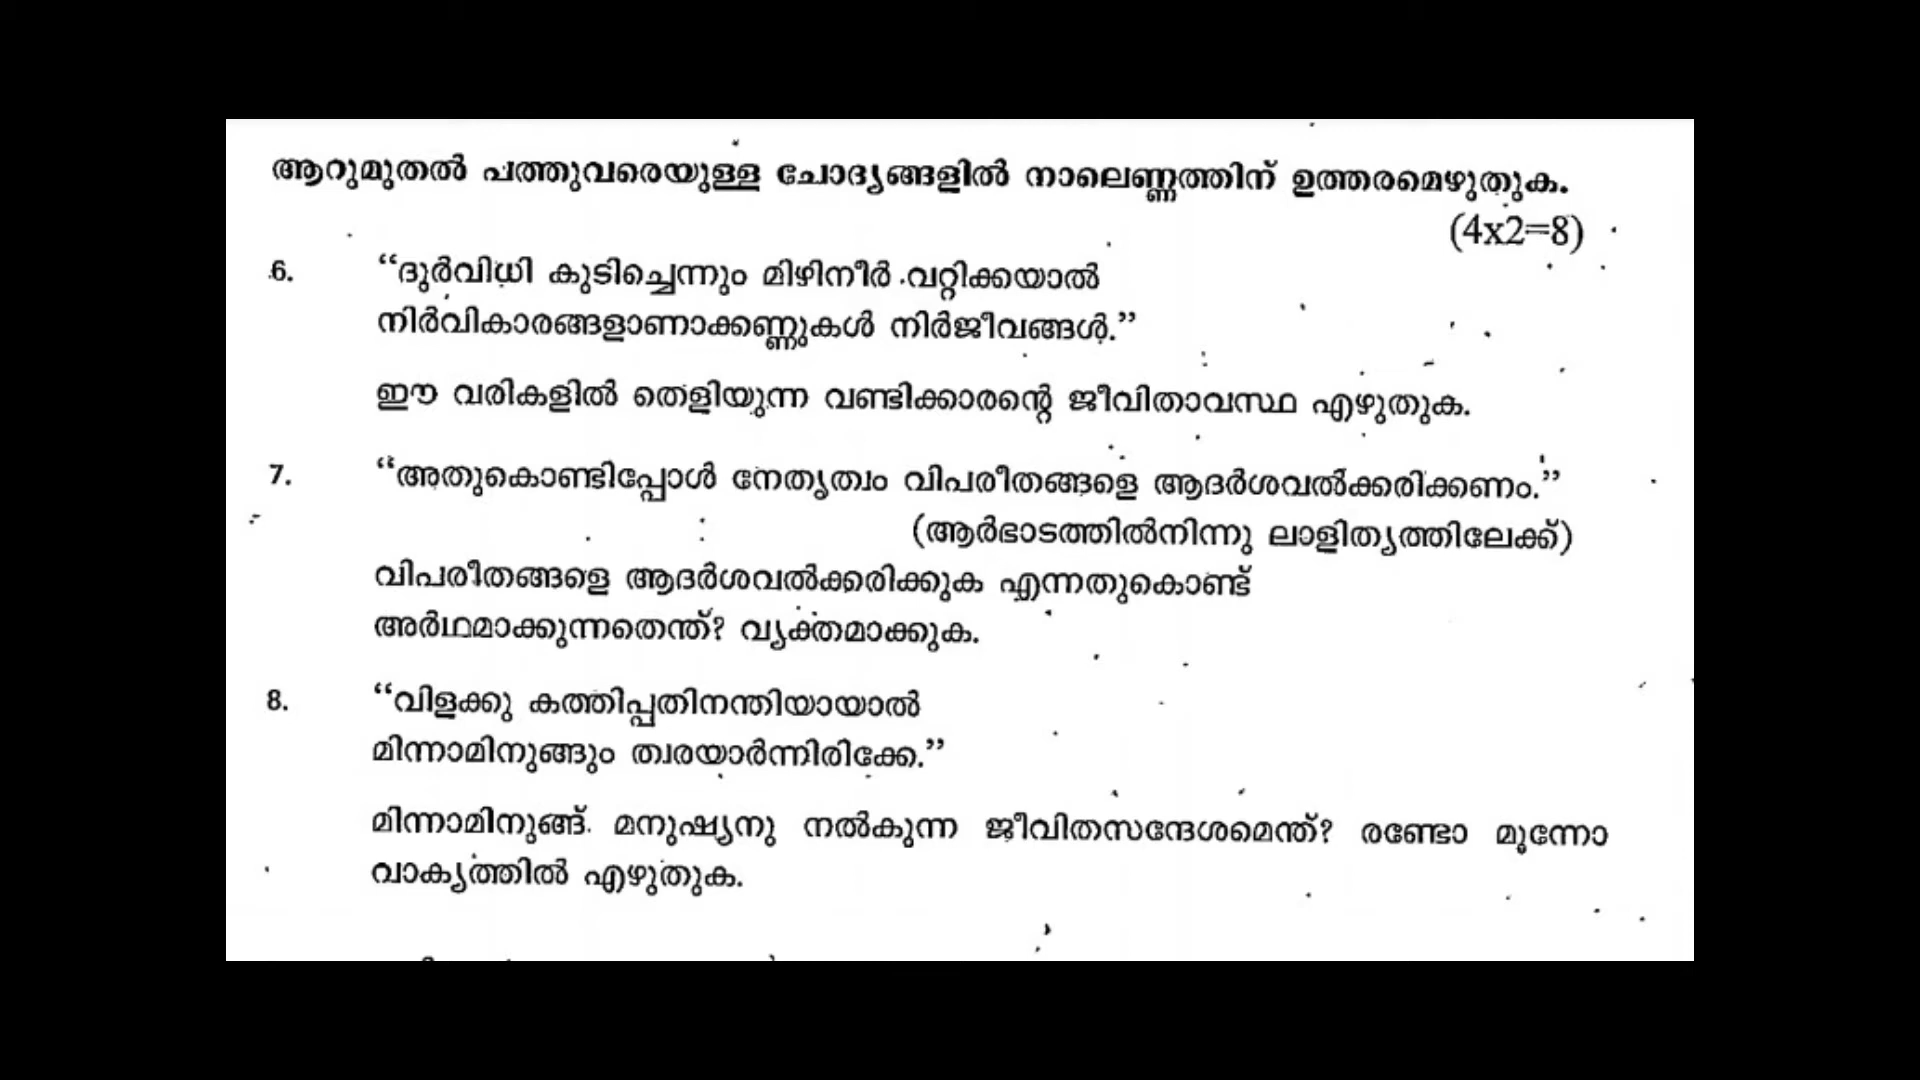 ആറുമുതൽ പത്തുവരെയുള്ള ചോദ്യങ്ങളിൽ നാലെണ്ണത്തിന് ഉത്തരമെഴുതുക.
(4x2=8)
6. “ദുർവിധി കുടിച്ചെന്നും മിഴിനീർ വറ്റിക്കയാൽ
നിർവികാരങ്ങളാണാക്കണ്ണുകൾ നിർജീവങ്ങൾ.”
ഈ വരികളിൽ തെളിയുന്ന വണ്ടിക്കാരന്റെ ജീവിതാവസ്ഥ എഴുതുക.
7. “അതുകൊണ്ടിപ്പോൾ നേതൃത്വം വിപരീതങ്ങളെ ആദർശവൽക്കരിക്കണം.”
(ആർഭാടത്തിൽനിന്നു ലാളിത്യത്തിലേക്ക്)
വിപരീതങ്ങളെ ആദർശവൽക്കരിക്കുക എന്നതുകൊണ്ട്
അർഥമാക്കുന്നതെന്ത്? വ്യക്തമാക്കുക.
8. “വിളക്കു കത്തിപ്പതിനന്തിയായാൽ
മിന്നാമിനുങ്ങും ത്വരയാർന്നിരിക്കേ.”
മിന്നാമിനുങ്ങ് മനുഷ്യനു നൽകുന്ന ജീവിതസന്ദേശമെന്ത്? രണ്ടോ മൂന്നോ
വാക്യത്തിൽ എഴുതുക.